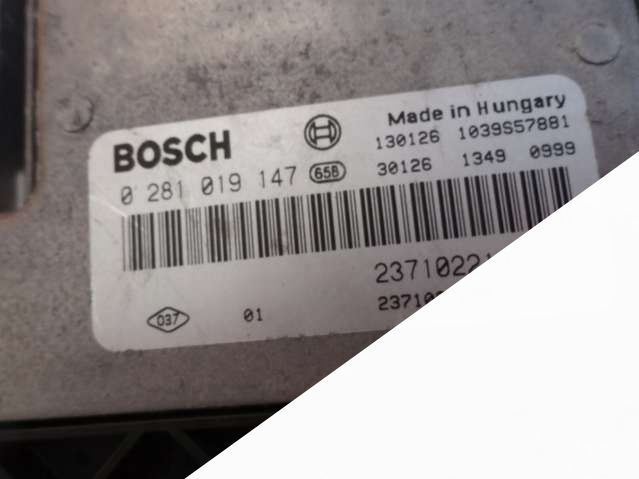 BOSCH
Made in Hungary
130126 1039S57881
0 281 019 147 65B
30126 1349 0999
037 01